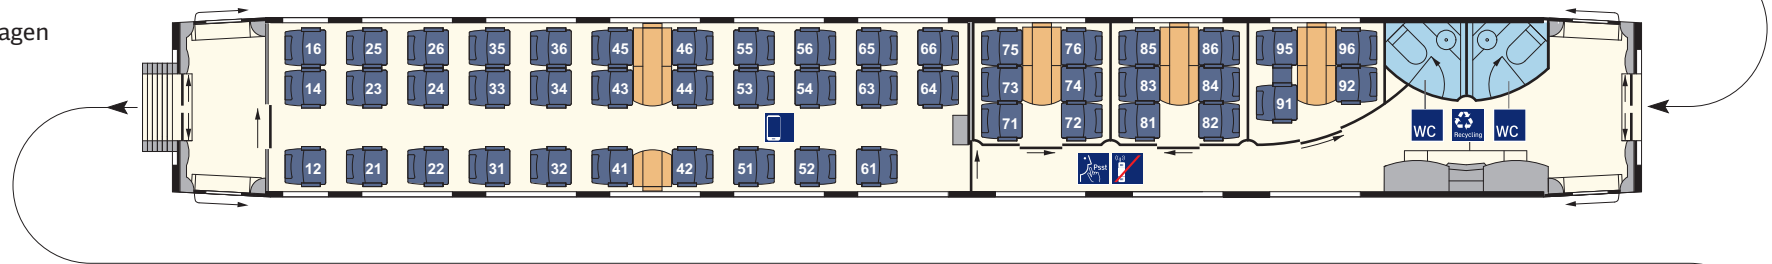 agen
16 25 26 35 36 45 46 55 56 65 66 75 76 85 86 95 96
14 23 24 33 34 43 44 53 54 63 64 73 74 83 84 92
91
71 72 81 82
WC Recycling WC
12 21 22 31 32 41 42 51 52 61
Psst